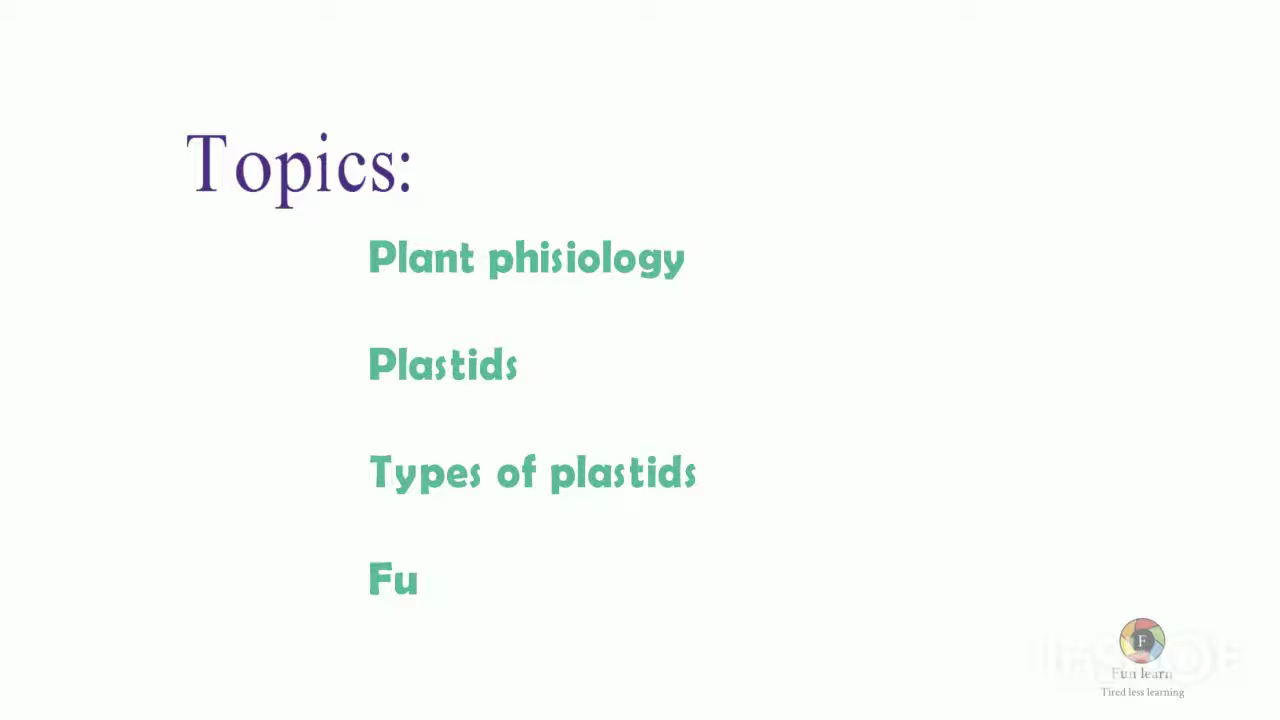 Topics:
Plant phisiology
Plastids
Types of plastids
Fu
F
Fun learn
Tired less learning